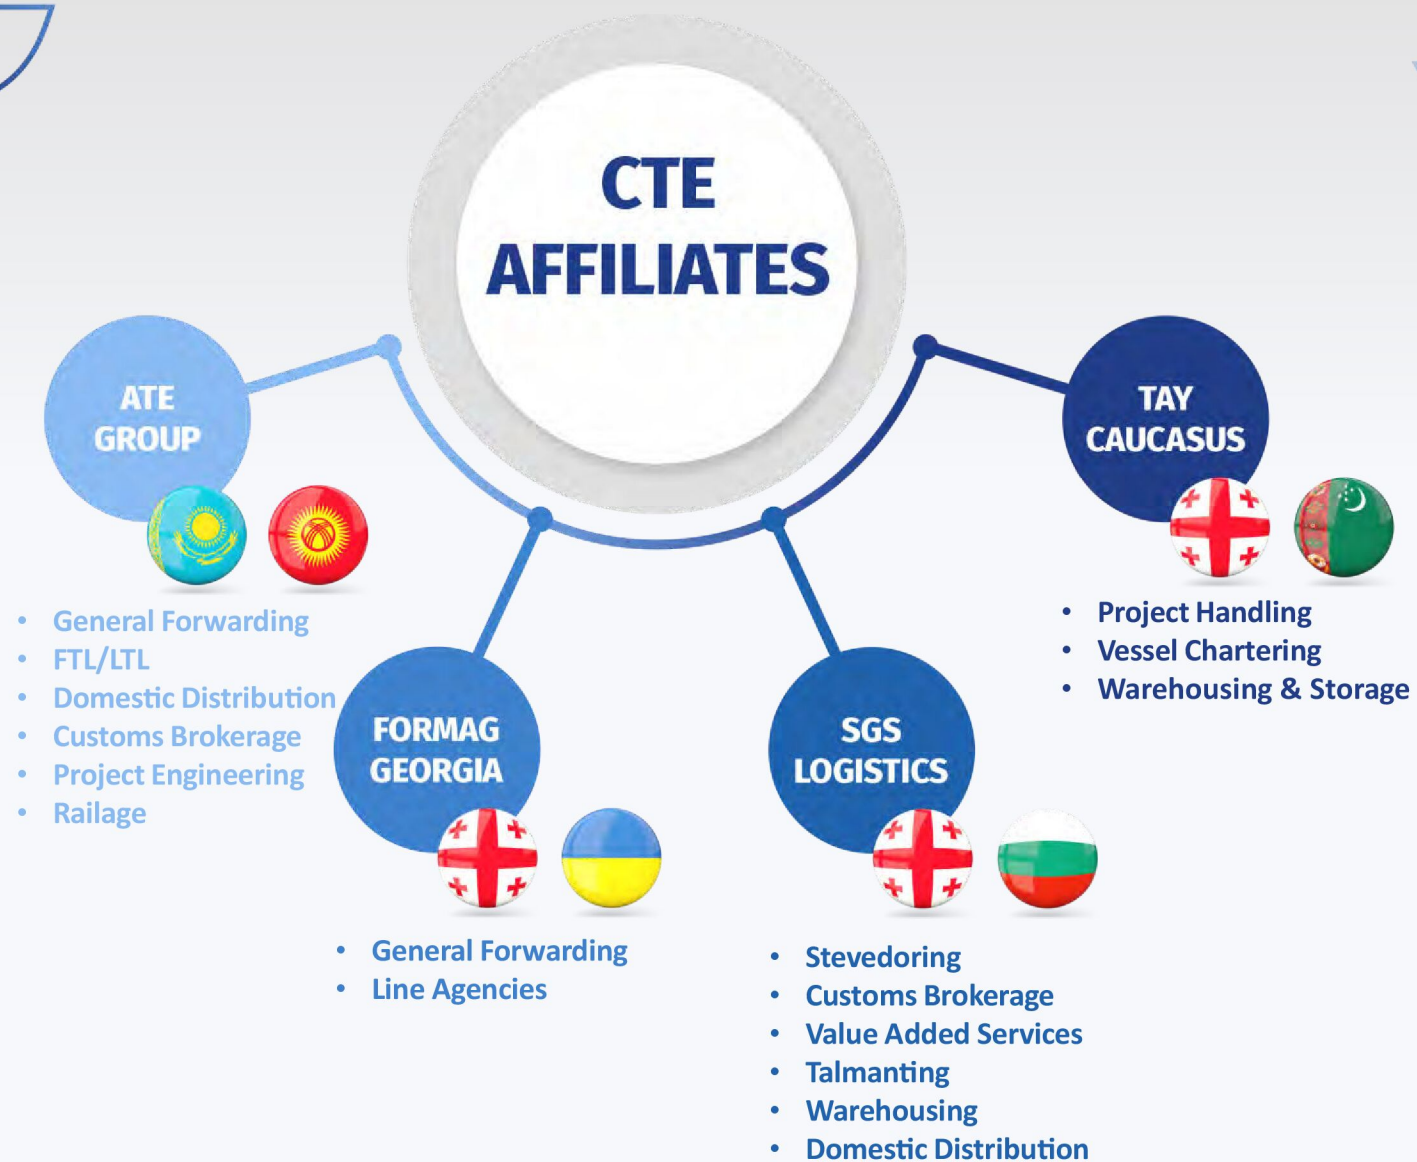 CTE
AFFILIATES
ATE
GROUP
• General Forwarding
• FTL/LTL
• Domestic Distribution
• Customs Brokerage
• Project Engineering
• Railage
FORMAG
GEORGIA
• General Forwarding
• Line Agencies
SGS
LOGISTICS
• Stevedoring
• Customs Brokerage
• Value Added Services
• Talmanting
• Warehousing
• Domestic Distribution
TAY
CAUCASUS
• Project Handling
• Vessel Chartering
• Warehousing & Storage